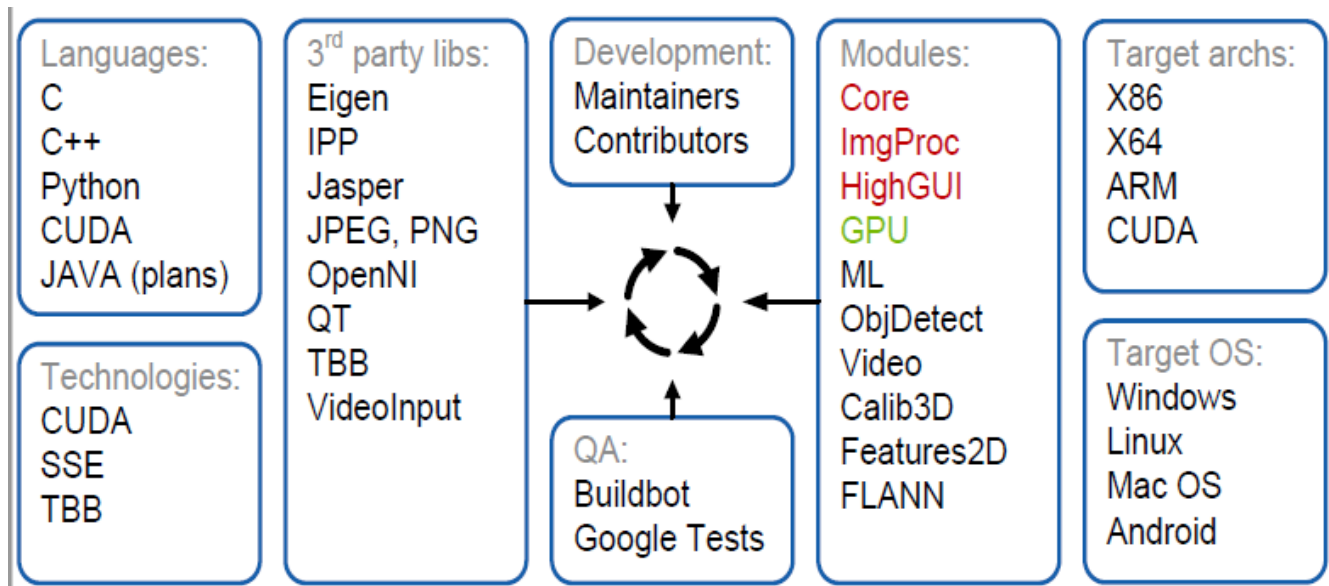 Languages:
C
C++
Python
CUDA
JAVA (plans)
Technologies:
CUDA
SSE
TBB
3rd party libs:
Eigen
IPP
Jasper
JPEG, PNG
OpenNI
QT
TBB
VideoInput
Development:
Maintainers
Contributors
QA:
Buildbot
Google Tests
Modules:
Core
ImgProc
HighGUI
GPU
ML
ObjDetect
Video
Calib3D
Features2D
FLANN
Target archs:
X86
X64
ARM
CUDA
Target OS:
Windows
Linux
Mac OS
Android